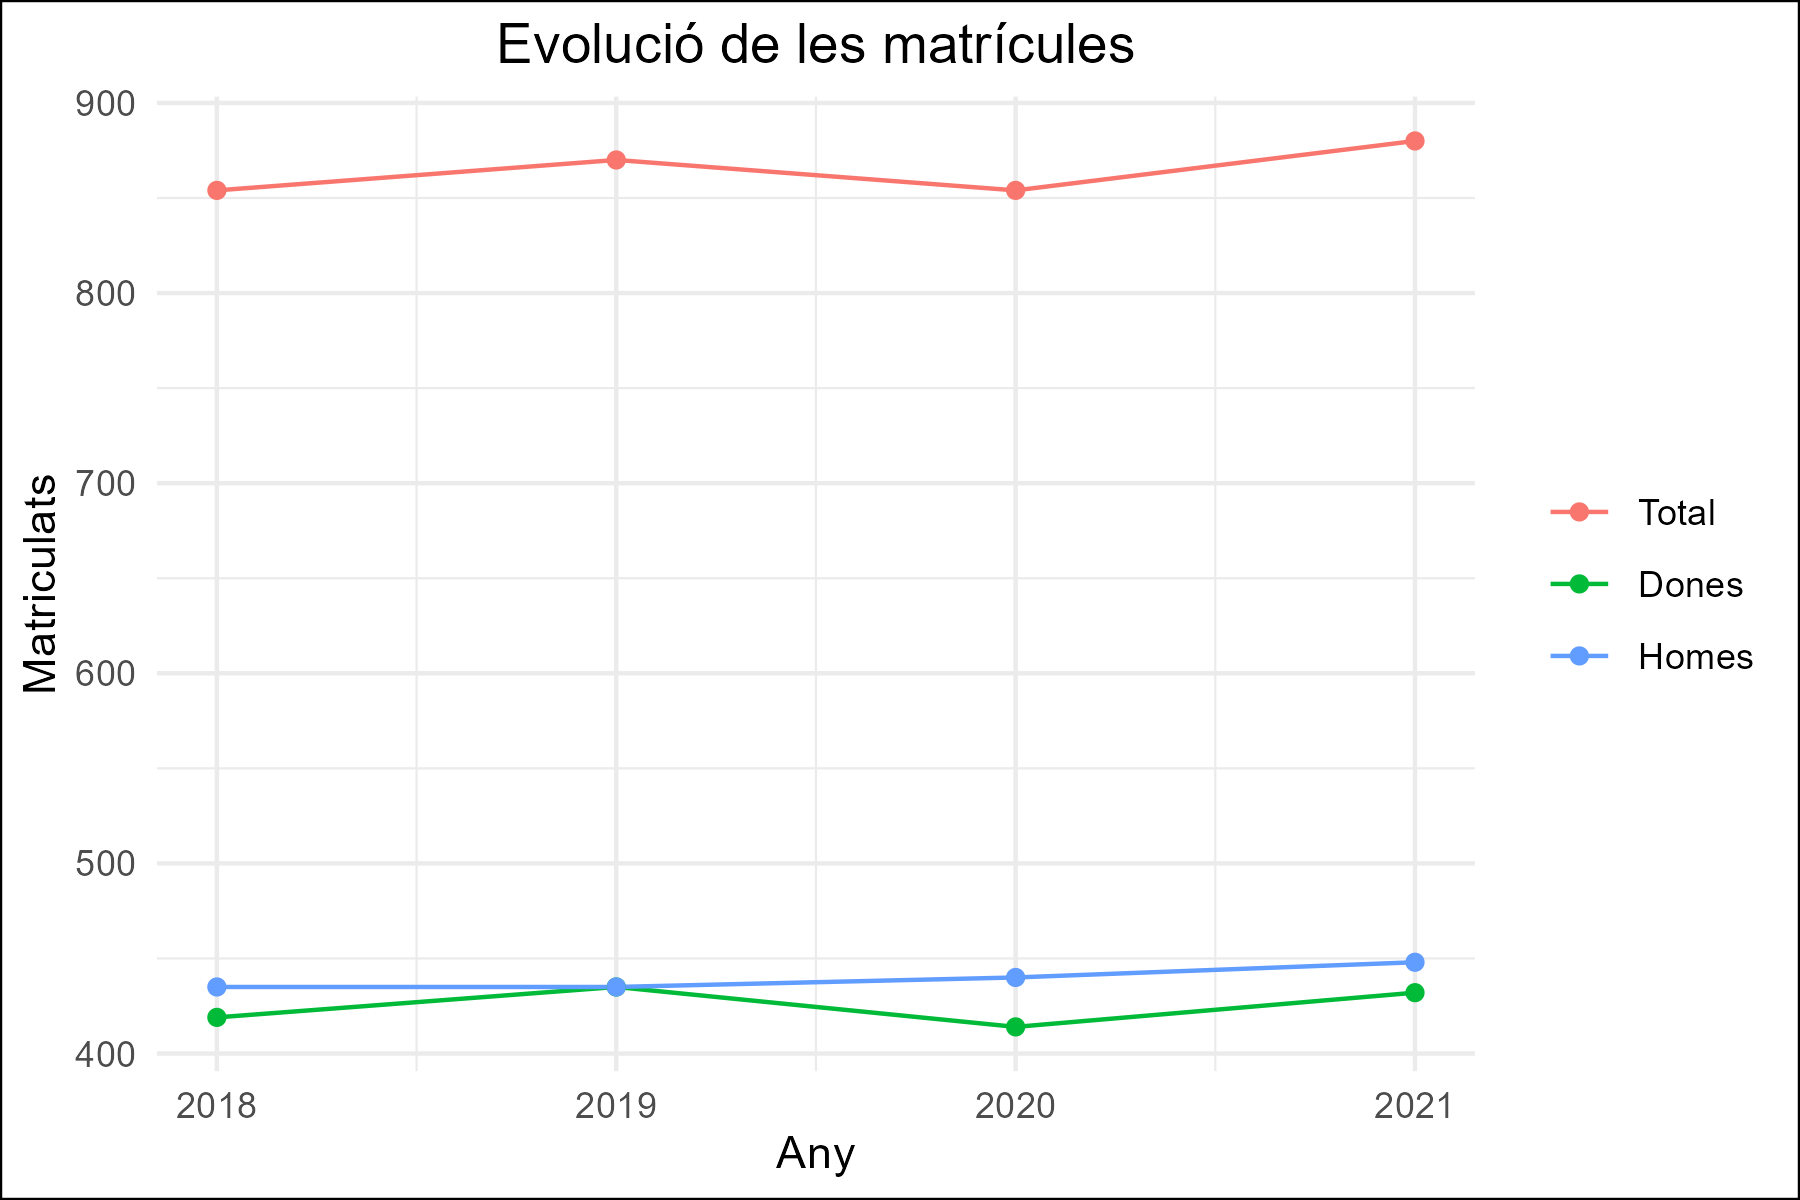 Evolució de les matrícules
900
800
700
600
500
400
Matriculats
2018
2019
2020
2021
Any
Total
Dones
Homes